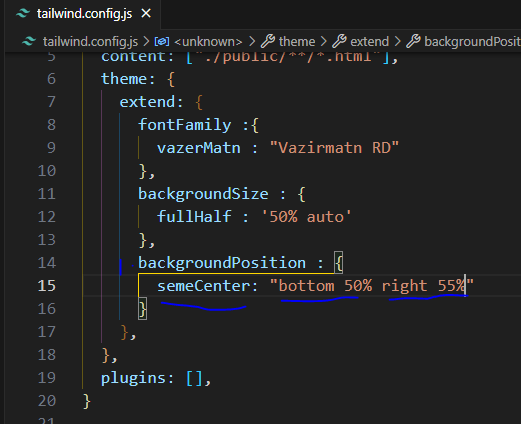 tailwind.config.js ×
tailwind.config.js > <unknown> > theme > extend > backgroundPosit
5 content: ["./public/**/*.html"],
6 theme: {
7 extend: {
8 fontFamily :{
9 vazerMatn : "Vazirmatn RD"
10 },
11 backgroundSize : {
12 fullHalf : '50% auto'
13 },
14 backgroundPosition : {
15 semeCenter: "bottom 50% right 55%"
16 }
17 },
18 },
19 plugins: [],
20 }
21